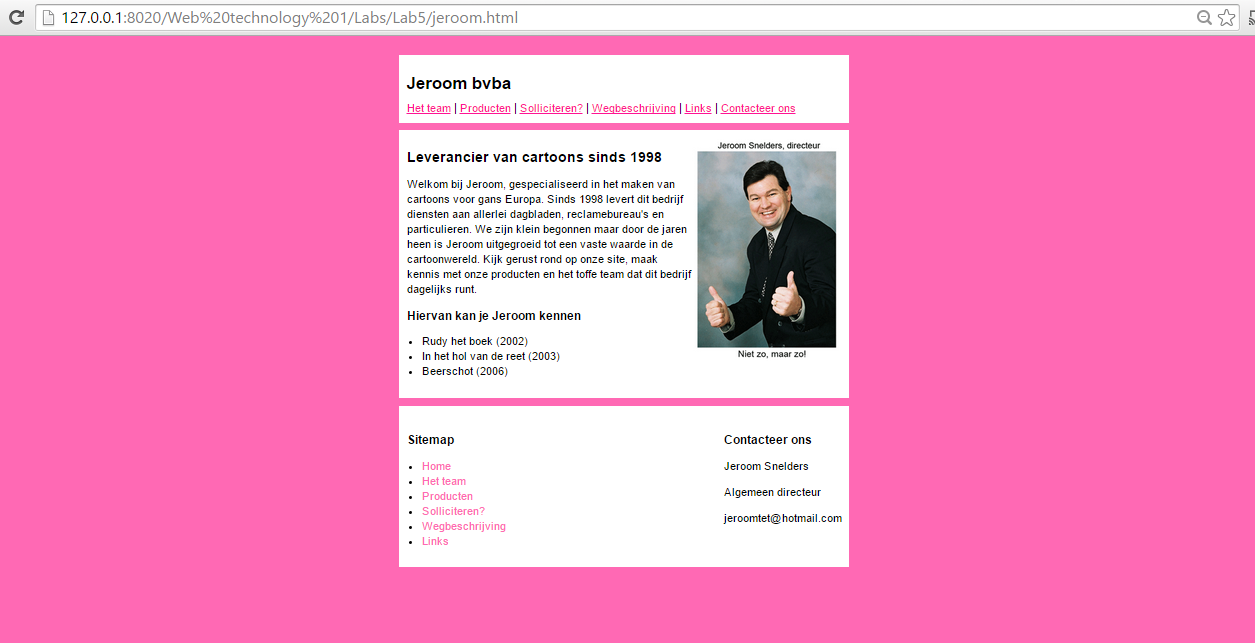 127.0.0.1:8020/Web%20technology%201/Labs/Lab5/jeroom.html
Jeroom bvba
Het team | Producten | Solliciteren? | Wegbeschrijving | Links | Contacteer ons
Leverancier van cartoons sinds 1998
Welkom bij Jeroom, gespecialiseerd in het maken van
cartoons voor gans Europa. Sinds 1998 levert dit bedrijf
diensten aan allerlei dagbladen, reclamebureau's en
particulieren. We zijn klein begonnen maar door de jaren
heen is Jeroom uitgegroeid tot een vaste waarde in de
cartoonwereld. Kijk gerust rond op onze site, maak
kennis met onze producten en het toffe team dat dit bedrijf
dagelijks runt.
Hiervan kan je Jeroom kennen
Rudy het boek (2002)
In het hol van de reet (2003)
Beerschot (2006)
Jeroom Snelders, directeur
Niet zo, maar zo!
Sitemap
Home
Het team
Producten
Solliciteren?
Wegbeschrijving
Links
Contacteer ons
Jeroom Snelders
Algemeen directeur
jeroomtet@hotmail.com